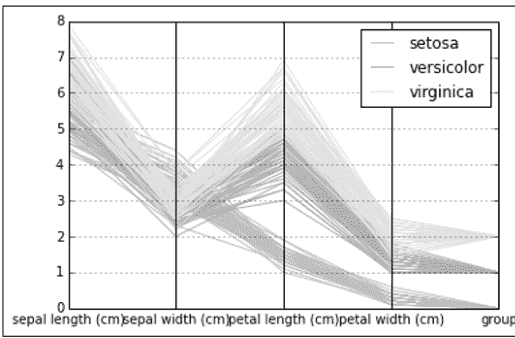 8
7
6
5
4
3
2
1
0
setosa
versicolor
virginica
sepal length (cm) sepal width (cm) petal length (cm) petal width (cm) group